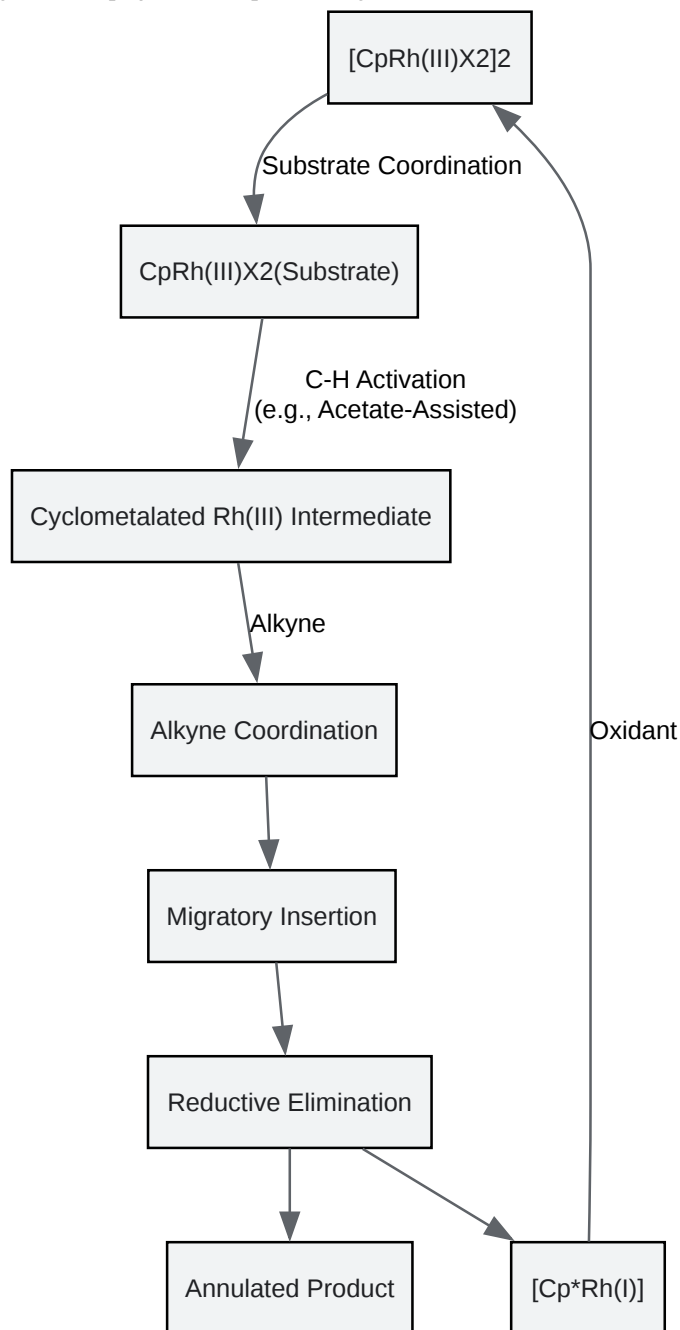 [CpRh(III)X2]2
Substrate Coordination
CpRh(III)X2(Substrate)
C-H Activation
(e.g., Acetate-Assisted)
Cyclometalated Rh(III) Intermediate
Alkyne
Alkyne Coordination
Oxidant
Migratory Insertion
Reductive Elimination
Annulated Product
[Cp*Rh(I)]